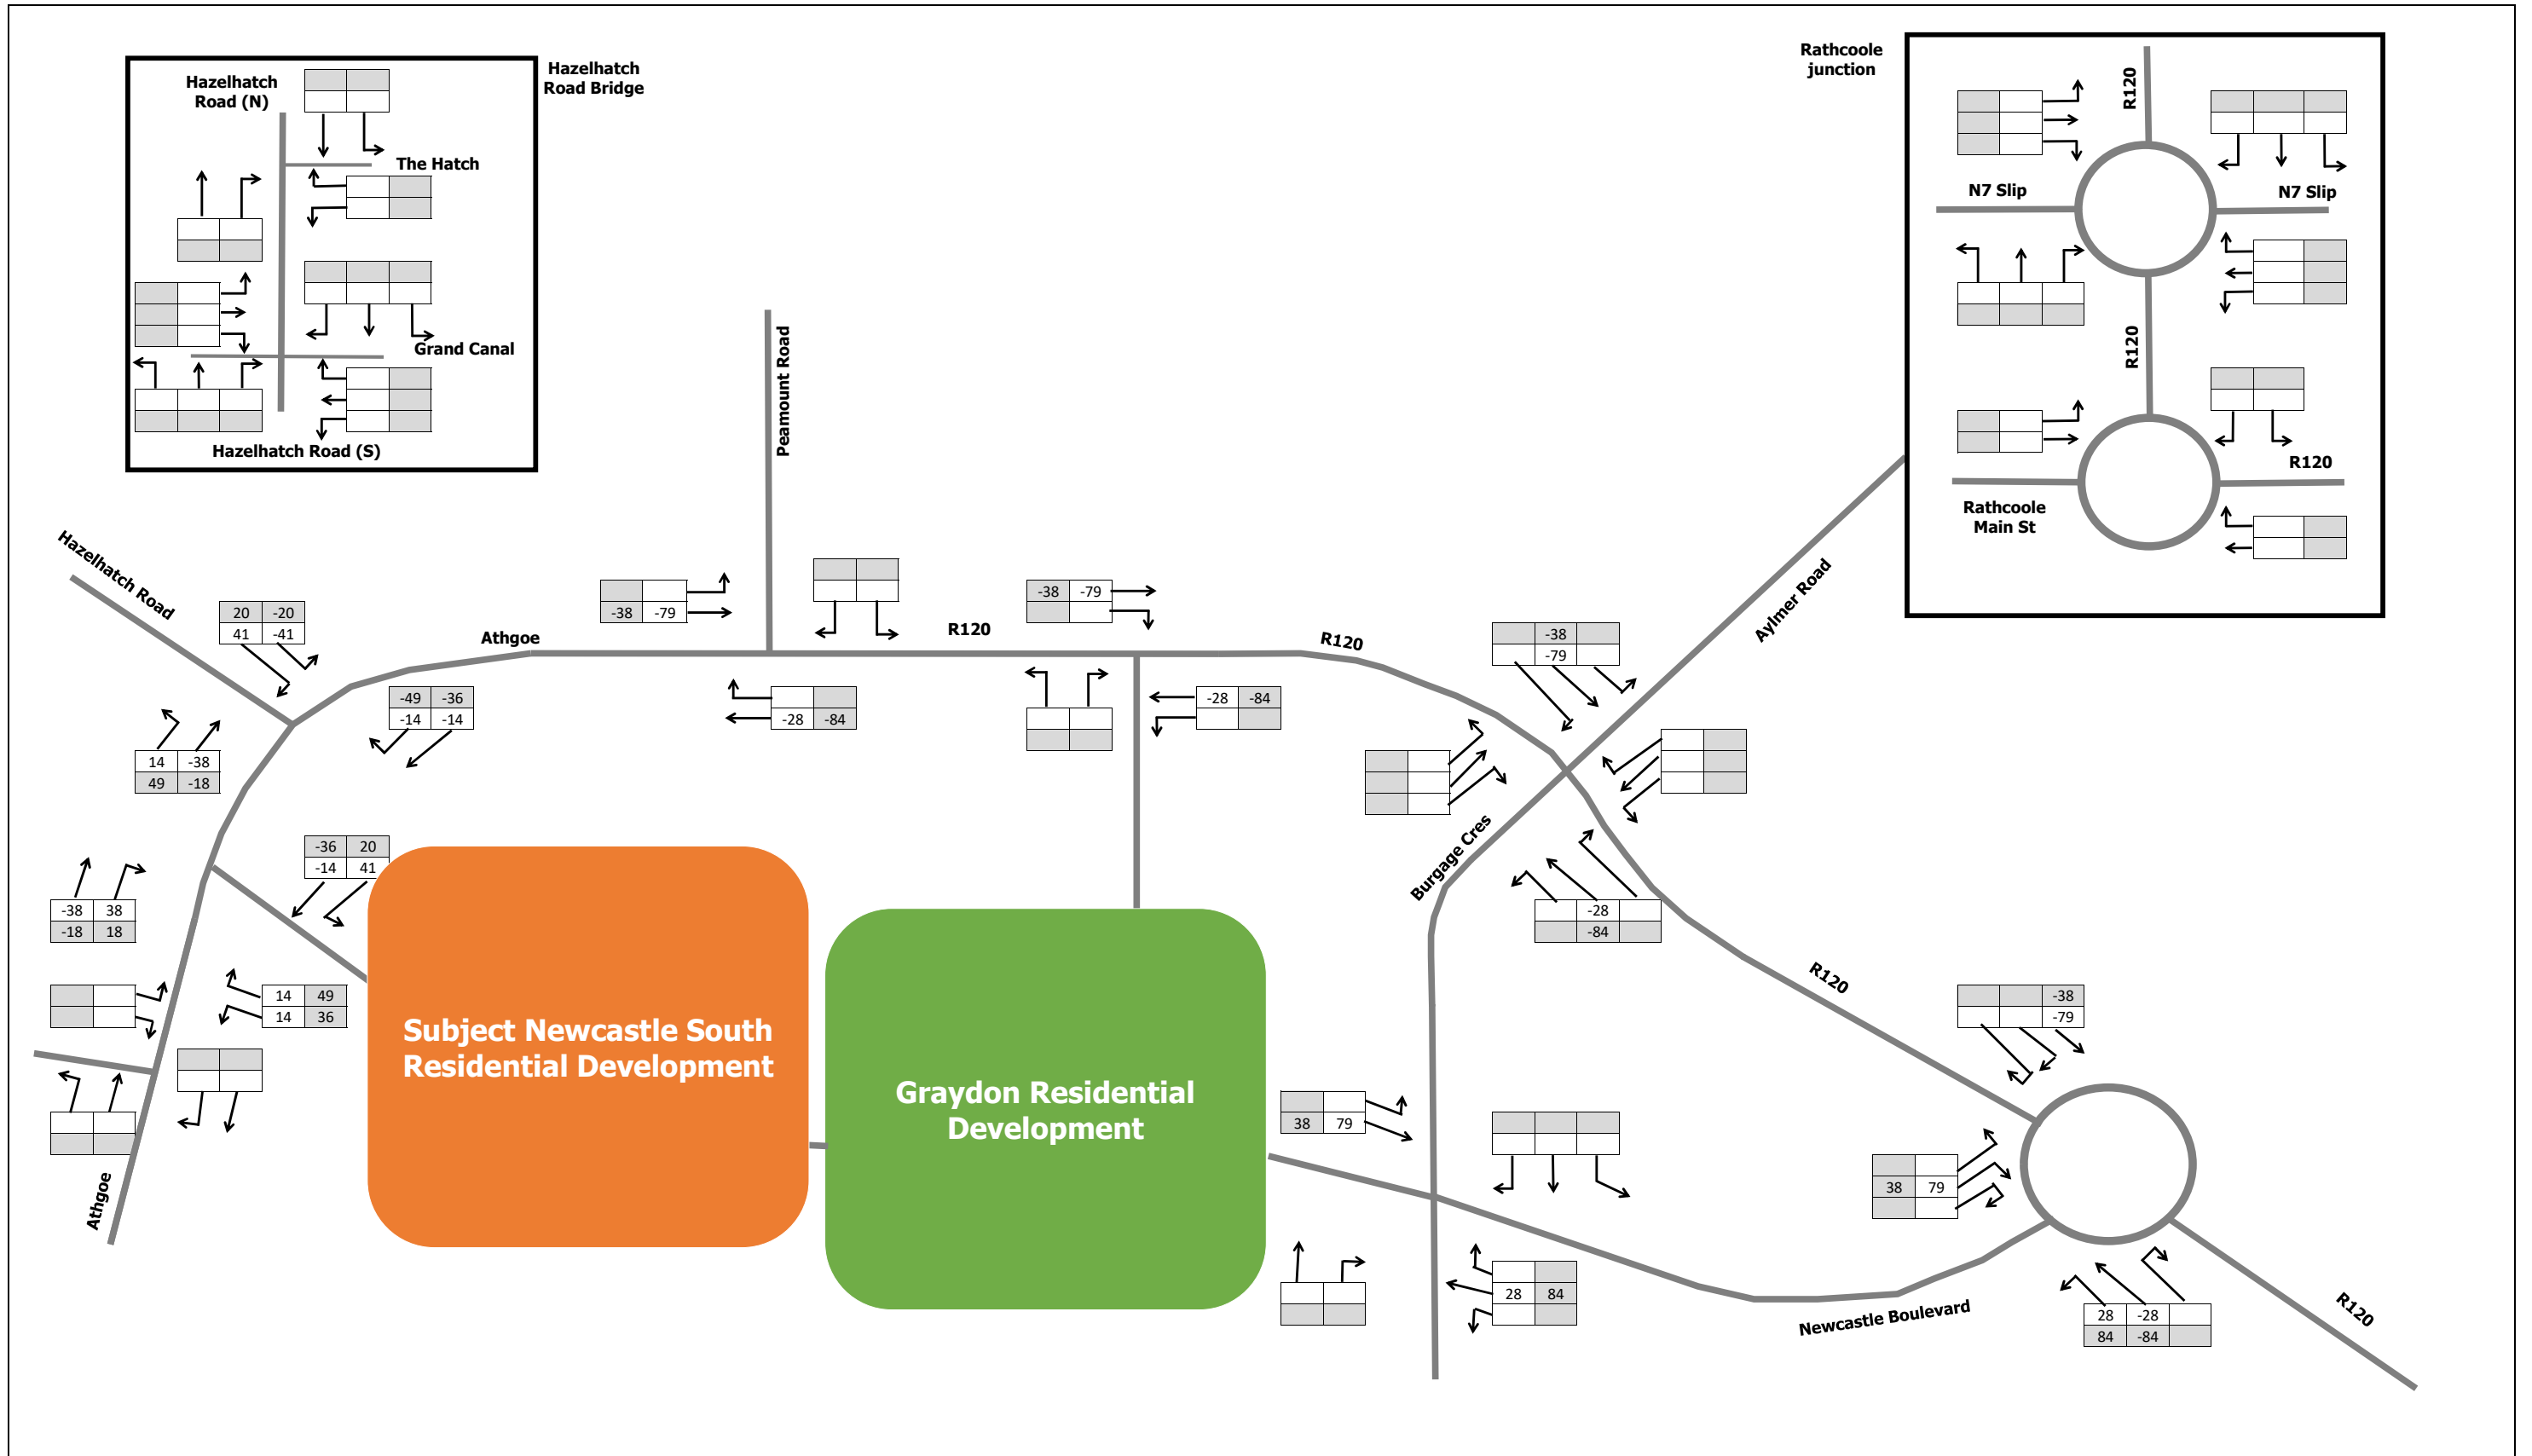 Hazelhatch
Road (N)
Hazelhatch
Road Bridge
The Hatch
Grand Canal
Hazelhatch Road (S)
Rathcoole
junction
R120
N7 Slip
N7 Slip
R120
R120
Rathcoole
Main St
Peamount Road
Hazelhatch Road
20 -20
41 -41
Athgoe
-38 -79
R120
-38 -79
R120
-38
-79
Aylmer Road
-49 -36
-14 -14
-28 -84
-28 -84
14 -38
49 -18
-36 20
-14 41
Burgage Cres
-38 38
-18 18
-28
-84
14 49
14 36
R120
-38
-79
Subject Newcastle South
Residential Development
Graydon Residential
Development
38 79
38 79
Athgoe
28 84
Newcastle Boulevard
28 -28
84 -84
R120